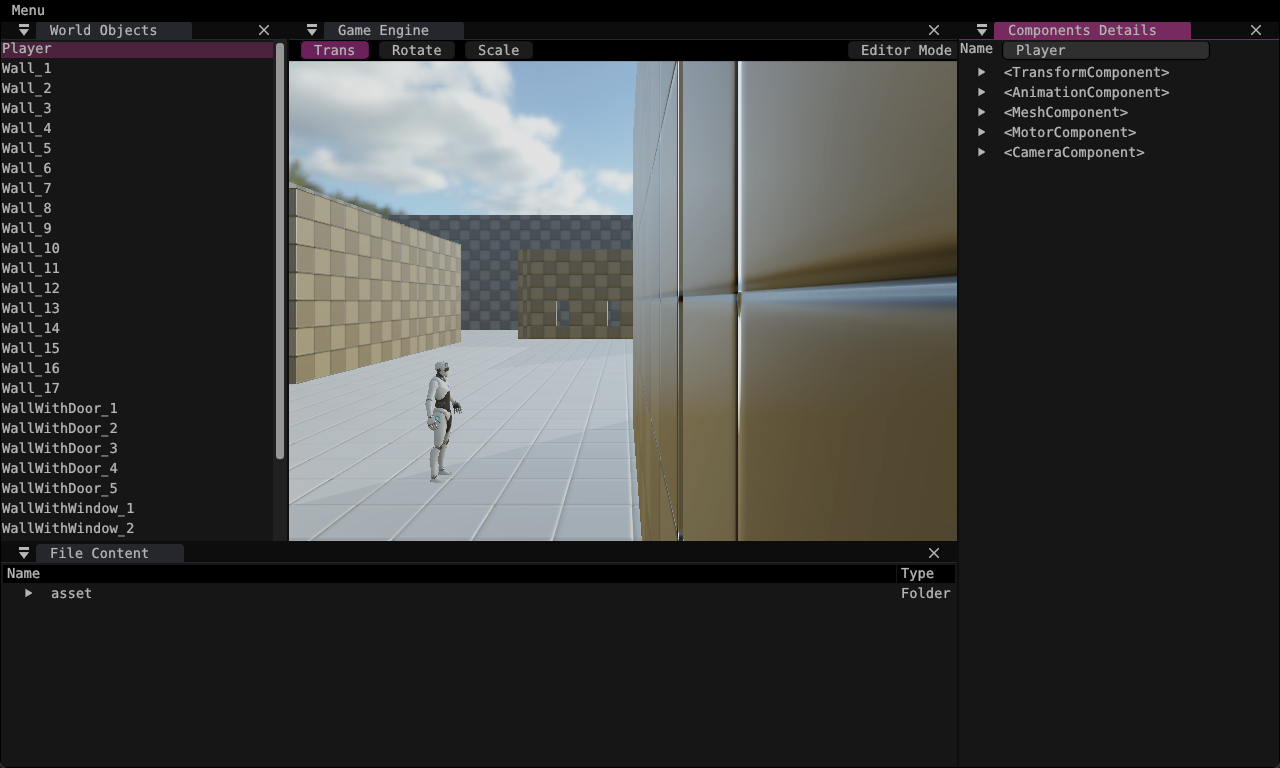 Menu
World Objects
Player
Wall_1
Wall_2
Wall_3
Wall_4
Wall_5
Wall_6
Wall_7
Wall_8
Wall_9
Wall_10
Wall_11
Wall_12
Wall_13
Wall_14
Wall_15
Wall_16
Wall_17
WallWithDoor_1
WallWithDoor_2
WallWithDoor_3
WallWithDoor_4
WallWithDoor_5
WallWithWindow_1
WallWithWindow_2
Game Engine
Trans Rotate Scale Editor Mode
Components Details
Name Player
<TransformComponent>
<AnimationComponent>
<MeshComponent>
<MotorComponent>
<CameraComponent>
File Content
Name Type
asset Folder